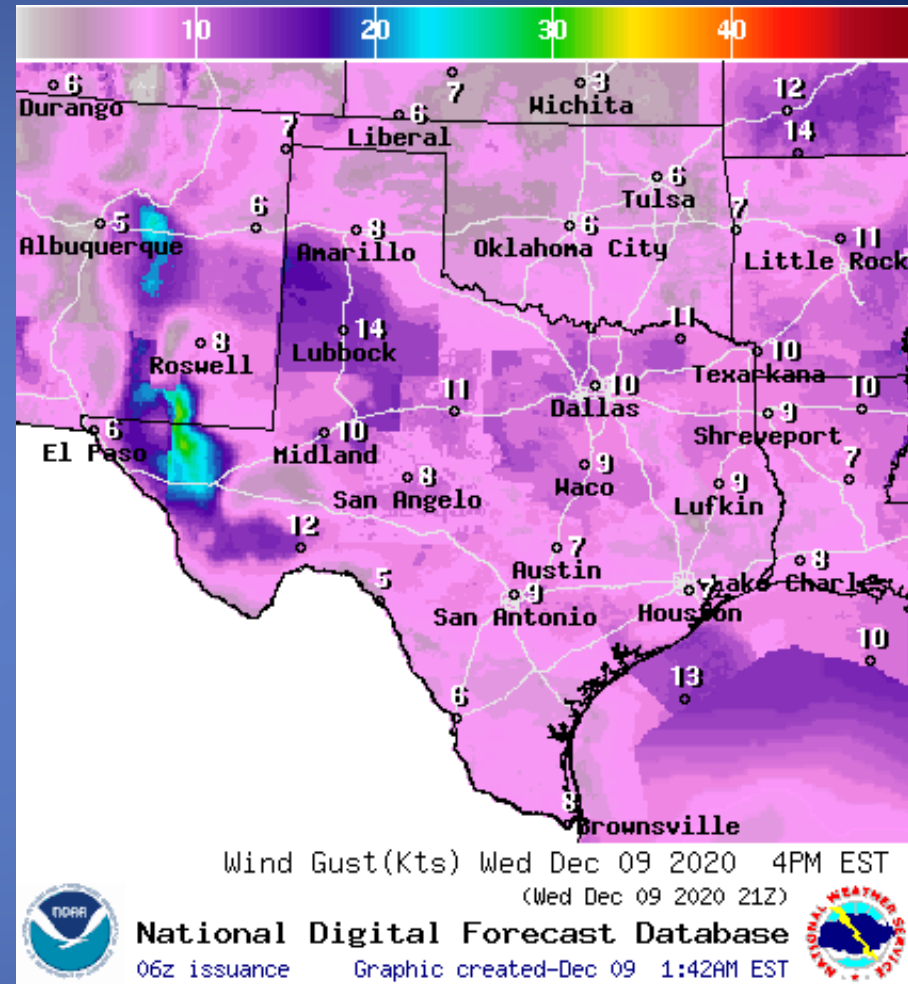 10 20 30 40
6 7 3 12
Durango Wichita
6
Liberal
7 14
6
Tulsa
5 6 8 6 7 11
Albuquerque Amarillo Oklahoma City Little Rock
8 14 11 10
Roswell Lubbock Texarkana
11 10 9 10
Dallas
6 10 Shreveport
El Paso Midland
8 9 9 7
San Angelo Waco Lufkin
12 7 8
Austin Lake Charles
5 9 7
San Antonio Houston
10
13
6
8
Brownsville
Wind Gust(Kts) Wed Dec 09 2020 4PM EST
(Wed Dec 09 2020 21Z)
NOAA
National Digital Forecast Database
06z issuance Graphic created-Dec 09 1:42AM EST
NATIONAL WEATHER SERVICE